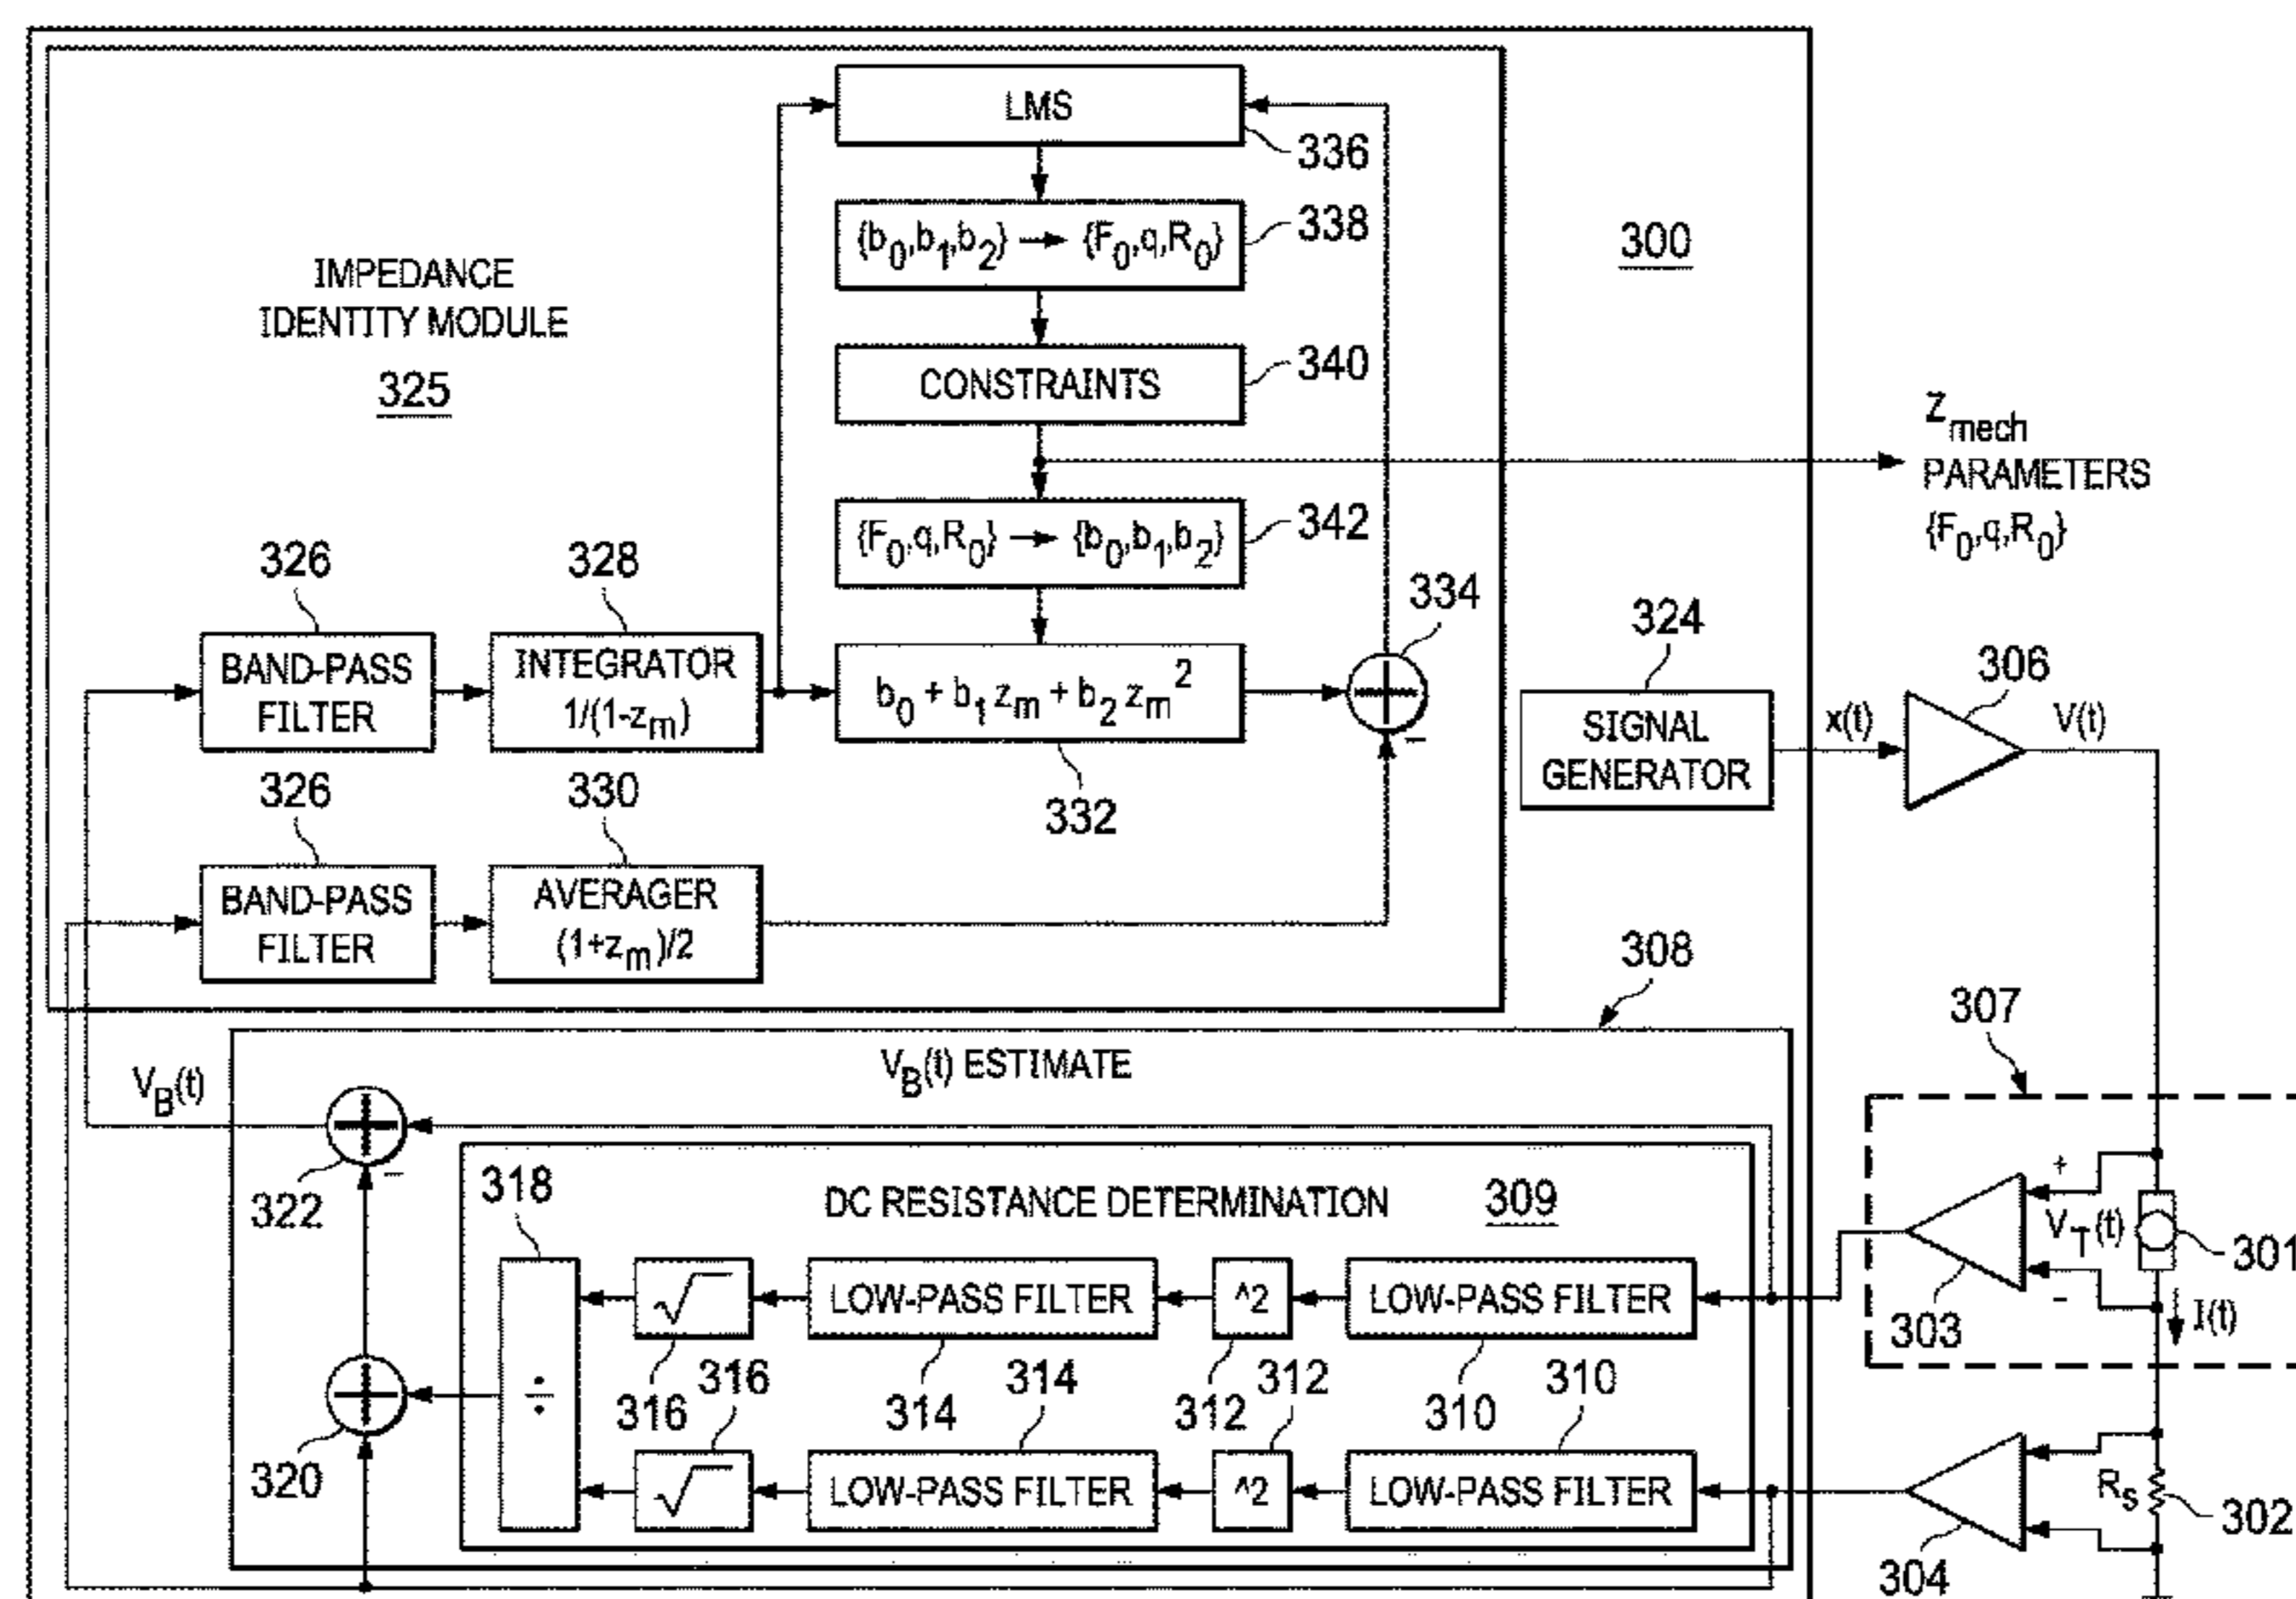 LMS
336
{b0,b1,b2} → {F0,q,R0}
338
300
IMPEDANCE
IDENTITY MODULE
325
CONSTRAINTS
340
Zmech
PARAMETERS
{F0,q,R0}
{F0,q,R0} → {b0,b1,b2}
342
326
328
334
324
306
BAND-PASS
FILTER
INTEGRATOR
1/(1-zm)
b0 + b1 zm + b2 zm^2
−
332
SIGNAL
GENERATOR
x(t)
V(t)
326
330
BAND-PASS
FILTER
AVERAGER
(1+zm)/2
308
307
VB(t) ESTIMATE
VB(t)
−
322
318
DC RESISTANCE DETERMINATION
309
+
VT(t)
−
301
303
I(t)
√
LOW-PASS FILTER
^2
LOW-PASS FILTER
÷
316
316
314
314
312
312
310
310
320
√
LOW-PASS FILTER
^2
LOW-PASS FILTER
RS
302
304